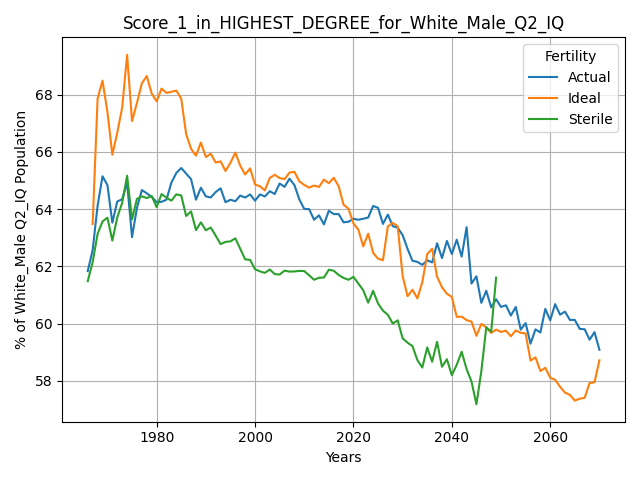 Score_1_in_HIGHEST_DEGREE_for_White_Male_Q2_IQ
% of White_Male Q2_IQ Population
68
66
64
62
60
58
Fertility
Actual
Ideal
Sterile
1980 2000 2020 2040 2060
Years